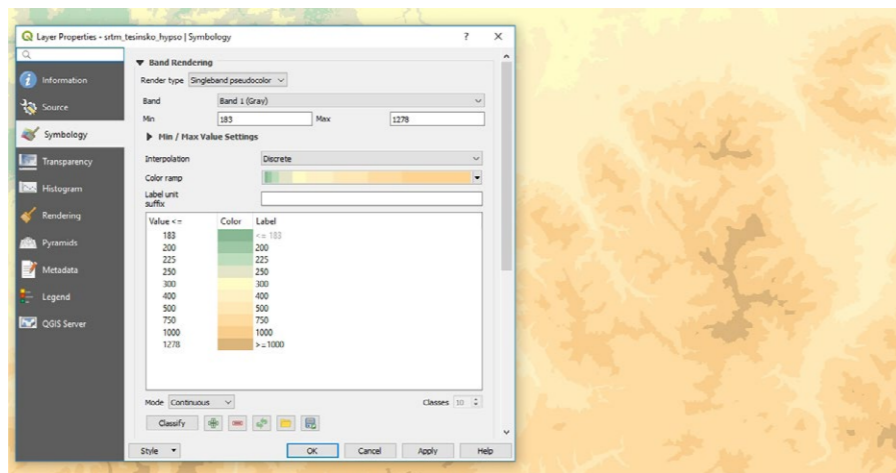 Layer Properties - srtm_tesinsko_hypso | Symbology
Information
Source
Symbology
Transparency
Histogram
Rendering
Pyramids
Metadata
Legend
QGIS Server
Band Rendering
Render type Singleband pseudocolor
Band Band 1 (Gray)
Min 183 Max 1278
Min / Max Value Settings
Interpolation Discrete
Color ramp
Label unit
suffix
Value <= Color Label
183 <= 183
200 200
225 225
250 250
300 300
400 400
500 500
750 750
1000 1000
1278 >=1000
Mode Continuous Classes 10
Classify
Style OK Cancel Apply Help